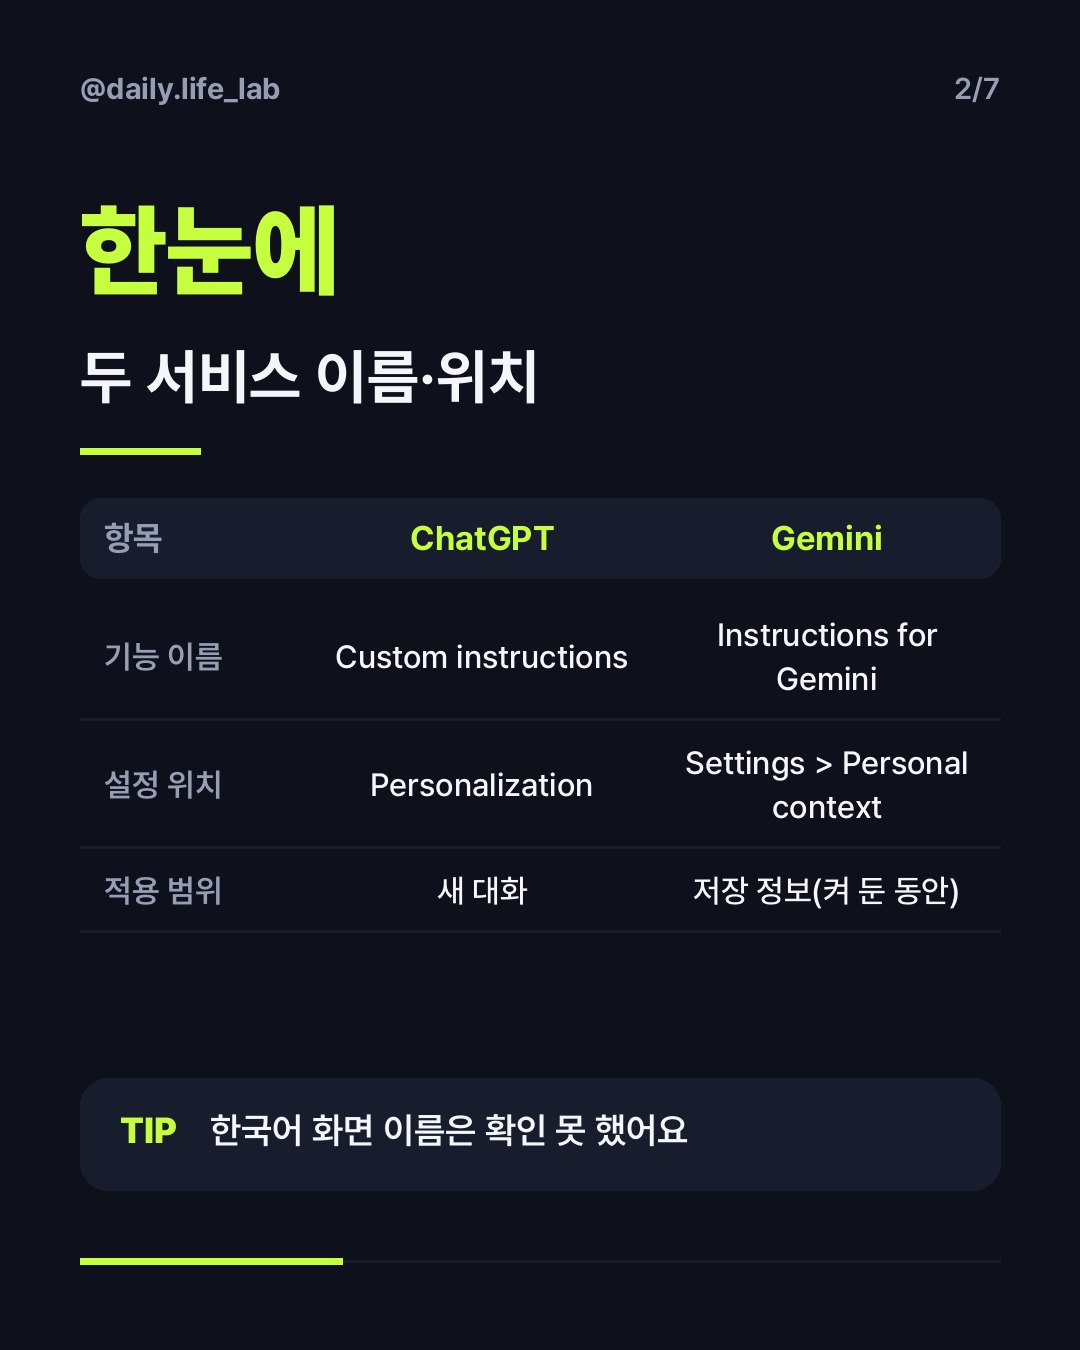 @daily.life_lab
2/7
한눈에
두 서비스 이름·위치
항목 ChatGPT Gemini
기능 이름 Custom instructions Instructions for
Gemini
설정 위치 Personalization Settings > Personal
context
적용 범위 새 대화 저장 정보(켜 둔 동안)
TIP 한국어 화면 이름은 확인 못 했어요